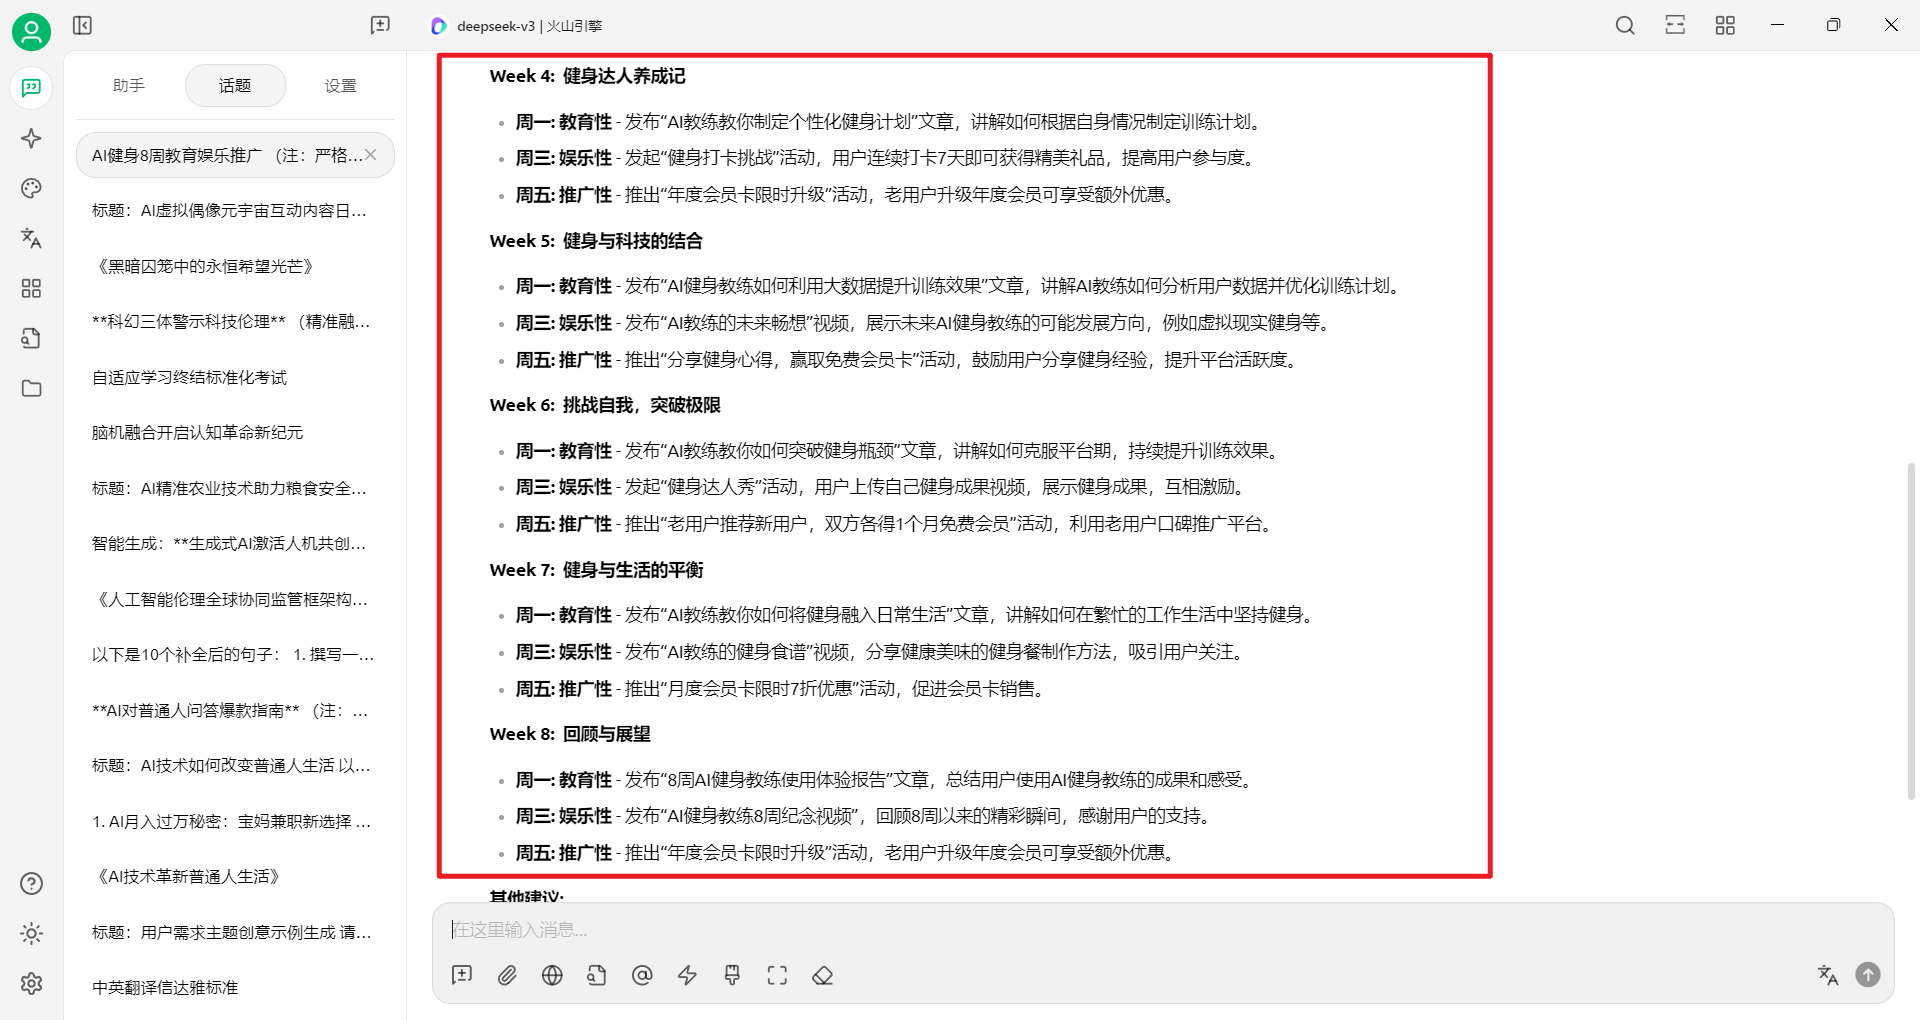 deepseek-v3 | 火山引擎
助手
话题
设置
AI健身8周教育娱乐推广 （注：严格...
标题：AI虚拟偶像元宇宙互动内容日...
《黑暗囚笼中的永恒希望光芒》
**科幻三体警示科技伦理** （精准融...
自适应学习终结标准化考试
脑机融合开启认知革命新纪元
标题：AI精准农业技术助力粮食安全...
智能生成：**生成式AI激活人机共创...
《人工智能伦理全球协同监管框架构...
以下是10个补全后的句子： 1. 撰写一...
**AI对普通人问答爆款指南** （注：...
标题：AI技术如何改变普通人生活 以...
1. AI月入过万秘密：宝妈兼职新选择 ...
《AI技术革新普通人生活》
标题：用户需求主题创意示例生成 请...
中英翻译信达雅标准
Week 4: 健身达人养成记
周一: 教育性 - 发布“AI教练教你制定个性化健身计划”文章，讲解如何根据自身情况制定训练计划。
周三: 娱乐性 - 发起“健身打卡挑战”活动，用户连续打卡7天即可获得精美礼品，提高用户参与度。
周五: 推广性 - 推出“年度会员卡限时升级”活动，老用户升级年度会员可享受额外优惠。
Week 5: 健身与科技的结合
周一: 教育性 - 发布“AI健身教练如何利用大数据提升训练效果”文章，讲解AI教练如何分析用户数据并优化训练计划。
周三: 娱乐性 - 发布“AI教练的未来畅想”视频，展示未来AI健身教练的可能发展方向，例如虚拟现实健身等。
周五: 推广性 - 推出“分享健身心得，赢取免费会员卡”活动，鼓励用户分享健身经验，提升平台活跃度。
Week 6: 挑战自我，突破极限
周一: 教育性 - 发布“AI教练教你如何突破健身瓶颈”文章，讲解如何克服平台期，持续提升训练效果。
周三: 娱乐性 - 发起“健身达人秀”活动，用户上传自己健身成果视频，展示健身成果，互相激励。
周五: 推广性 - 推出“老用户推荐新用户，双方各得1个月免费会员”活动，利用老用户口碑推广平台。
Week 7: 健身与生活的平衡
周一: 教育性 - 发布“AI教练教你如何将健身融入日常生活”文章，讲解如何在繁忙的工作生活中坚持健身。
周三: 娱乐性 - 发布“AI教练的健身食谱”视频，分享健康美味的健身餐制作方法，吸引用户关注。
周五: 推广性 - 推出“月度会员卡限时7折优惠”活动，促进会员卡销售。
Week 8: 回顾与展望
周一: 教育性 - 发布“8周AI健身教练使用体验报告”文章，总结用户使用AI健身教练的成果和感受。
周三: 娱乐性 - 发布“AI健身教练8周纪念视频”，回顾8周以来的精彩瞬间，感谢用户的支持。
周五: 推广性 - 推出“年度会员卡限时升级”活动，老用户升级年度会员可享受额外优惠。
其他建议:
在这里输入消息...